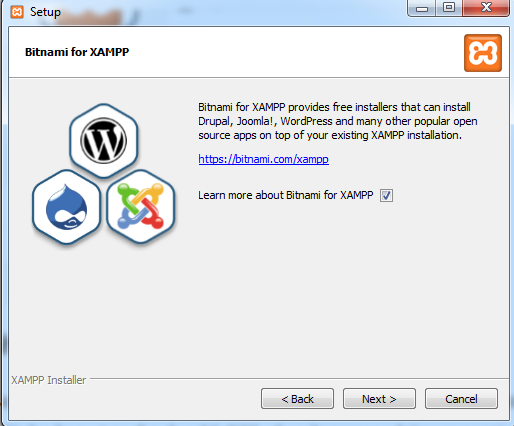 Setup
Bitnami for XAMPP
Bitnami for XAMPP provides free installers that can install
Drupal, Joomla!, WordPress and many other popular open
source apps on top of your existing XAMPP installation.
https://bitnami.com/xampp
Learn more about Bitnami for XAMPP
XAMPP Installer
< Back
Next >
Cancel